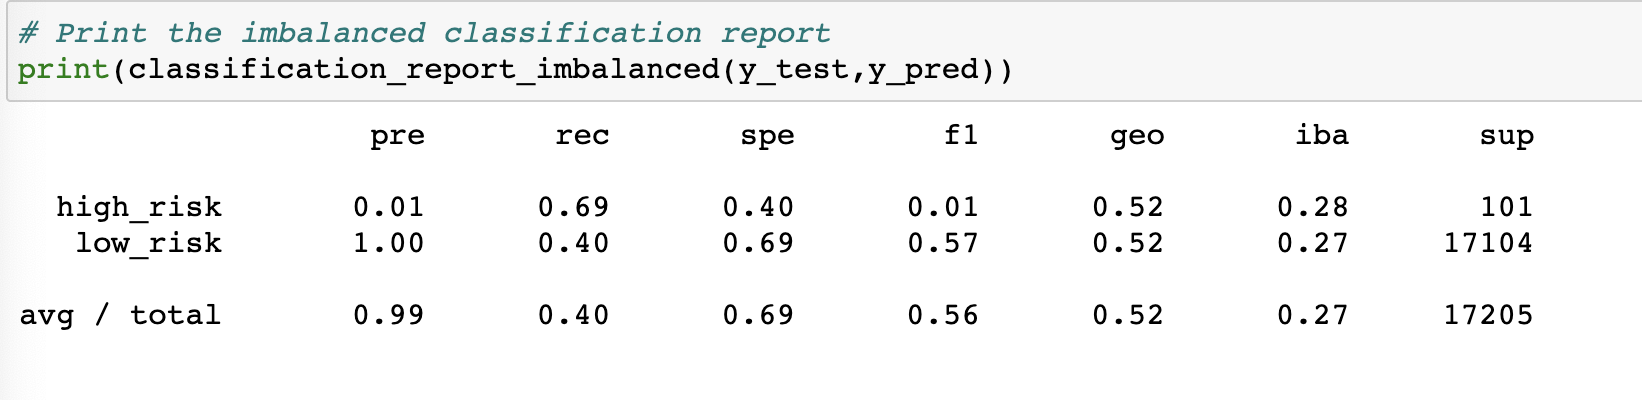 # Print the imbalanced classification report
print(classification_report_imbalanced(y_test,y_pred))
pre rec spe f1 geo iba sup
high_risk 0.01 0.69 0.40 0.01 0.52 0.28 101
low_risk 1.00 0.40 0.69 0.57 0.52 0.27 17104
avg / total 0.99 0.40 0.69 0.56 0.52 0.27 17205